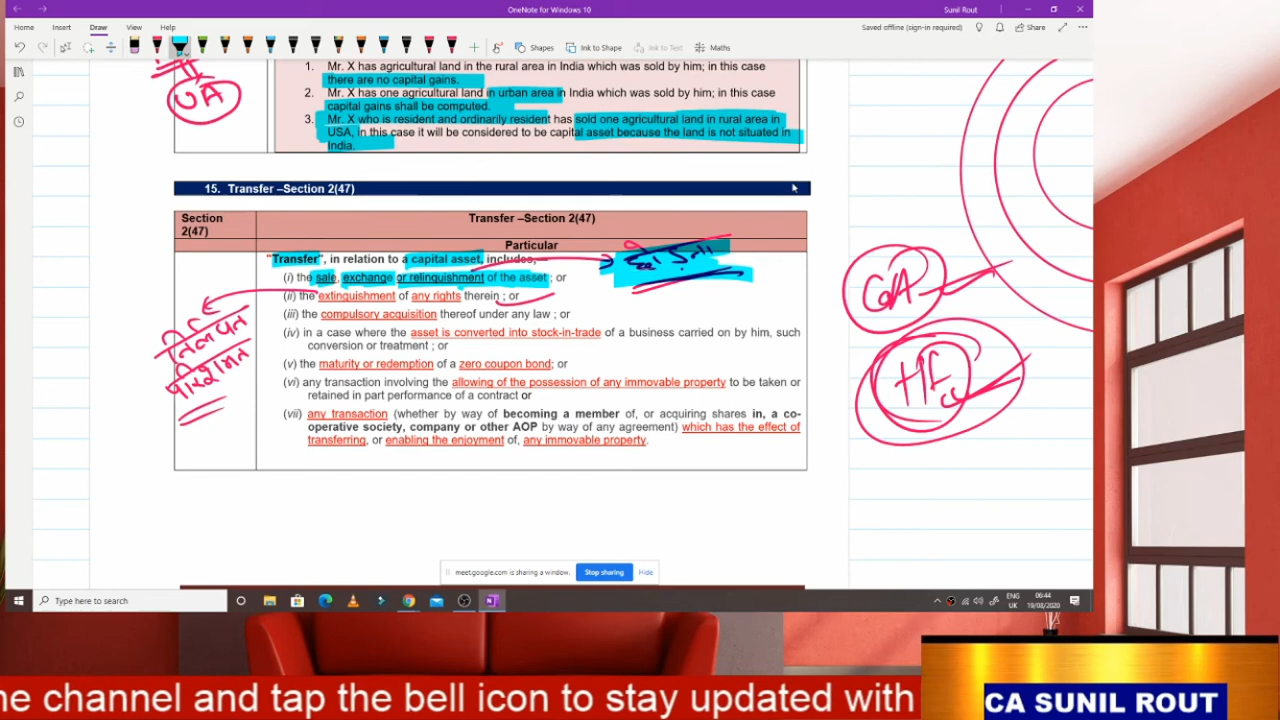 OneNote for Windows 10
Sunil Rout
Home Insert Draw View Help
Saved offline (sign-in required) Share
Shapes Ink to Shape Ink to Text Maths
1. Mr. X has agricultural land in the rural area in India which was sold by him; in this case
there are no capital gains.
2. Mr. X has one agricultural land in urban area in India which was sold by him; in this case
capital gains shall be computed.
3. Mr. X who is resident and ordinarily resident has sold one agricultural land in rural area in
USA, in this case it will be considered to be capital asset because the land is not situated in
India.
UA
15. Transfer –Section 2(47)
Section
2(47)
Transfer –Section 2(47)
Particular
"Transfer", in relation to a capital asset, includes,—
(i) the sale, exchange or relinquishment of the asset ; or
(ii) the extinguishment of any rights therein ; or
(iii) the compulsory acquisition thereof under any law ; or
(iv) in a case where the asset is converted into stock-in-trade of a business carried on by him, such
conversion or treatment ; or
(v) the maturity or redemption of a zero coupon bond; or
(vi) any transaction involving the allowing of the possession of any immovable property to be taken or
retained in part performance of a contract or
(vii) any transaction (whether by way of becoming a member of, or acquiring shares in, a co-
operative society, company or other AOP by way of any agreement) which has the effect of
transferring, or enabling the enjoyment of, any immovable property.
meet.google.com is sharing a window. Stop sharing Hide
Type here to search
ENG
UK
06:44
19/08/2020
he channel and tap the bell icon to stay updated with
CA SUNIL ROUT